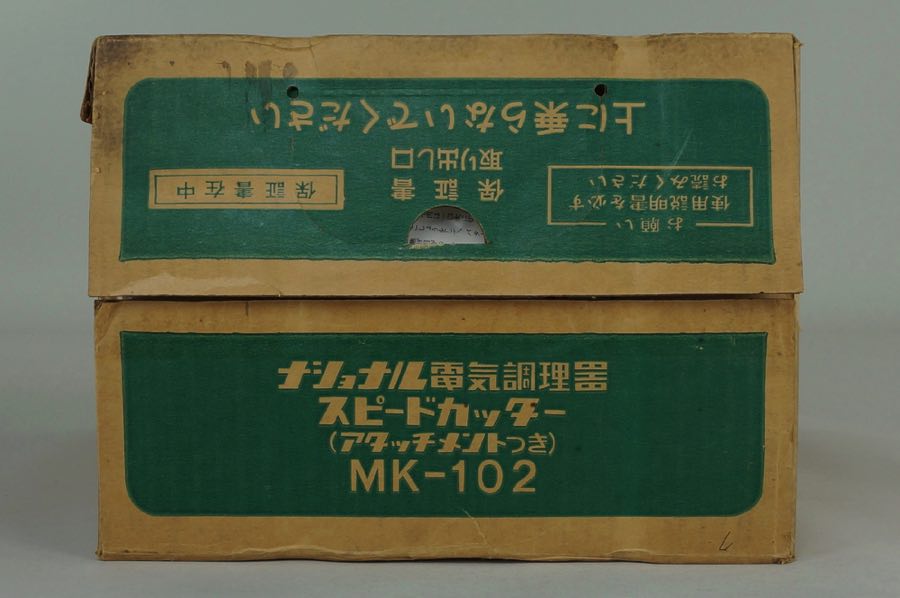 上に乗らないでください
保証書
取り出し口
保証書在中
お願い
使用説明書を必ず
お読みください
ナショナル電気調理器
スピードカッター
(アタッチメントつき)
MK-102